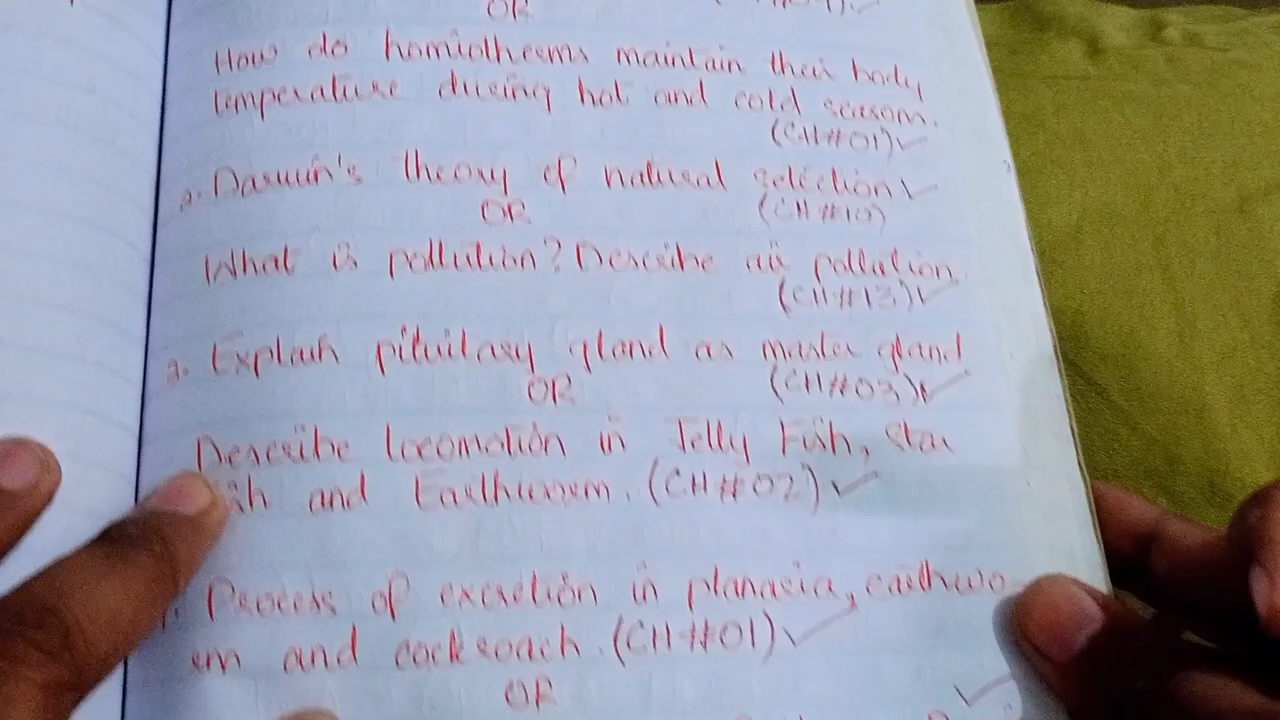 OR
How do homiotherms maintain their body
temperature during hot and cold season.
(CH#01)
2. Darwin's theory of natural selection
OR (CH#10)
What is pollution? Describe air pollution
(CH#13)
3. Explain pituitary gland as master gland
OR (CH#03)
Describe locomotion in Jelly Fish, Star
ish and Earthworm. (CH#02)
Process of excretion in planaria, earthwo
rm and cockroach. (CH#01)
OR